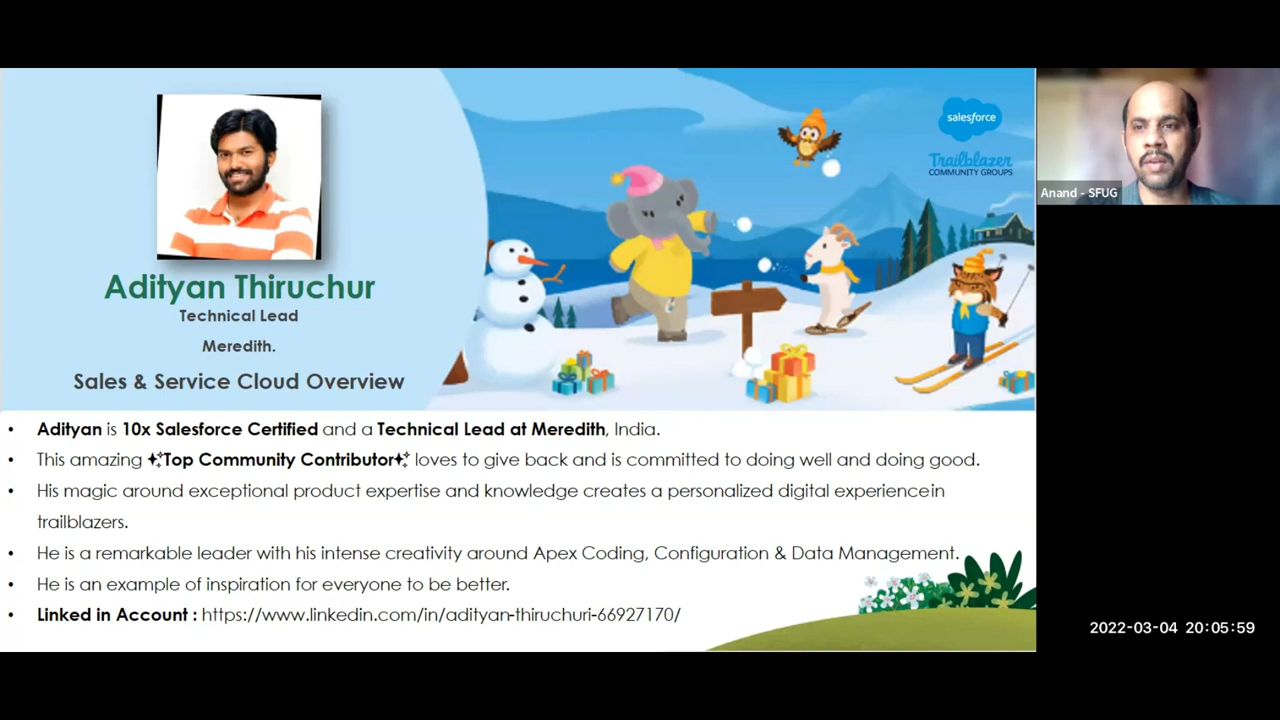 salesforce
Trailblazer
COMMUNITY GROUPS
Anand - SFUG
Adityan Thiruchur
Technical Lead
Meredith.
Sales & Service Cloud Overview
• Adityan is 10x Salesforce Certified and a Technical Lead at Meredith, India.
• This amazing ✨Top Community Contributor✨ loves to give back and is committed to doing well and doing good.
• His magic around exceptional product expertise and knowledge creates a personalized digital experience in
trailblazers.
• He is a remarkable leader with his intense creativity around Apex Coding, Configuration & Data Management.
• He is an example of inspiration for everyone to be better.
• Linked in Account : https://www.linkedin.com/in/adityan-thiruchuri-66927170/
2022-03-04 20:05:59